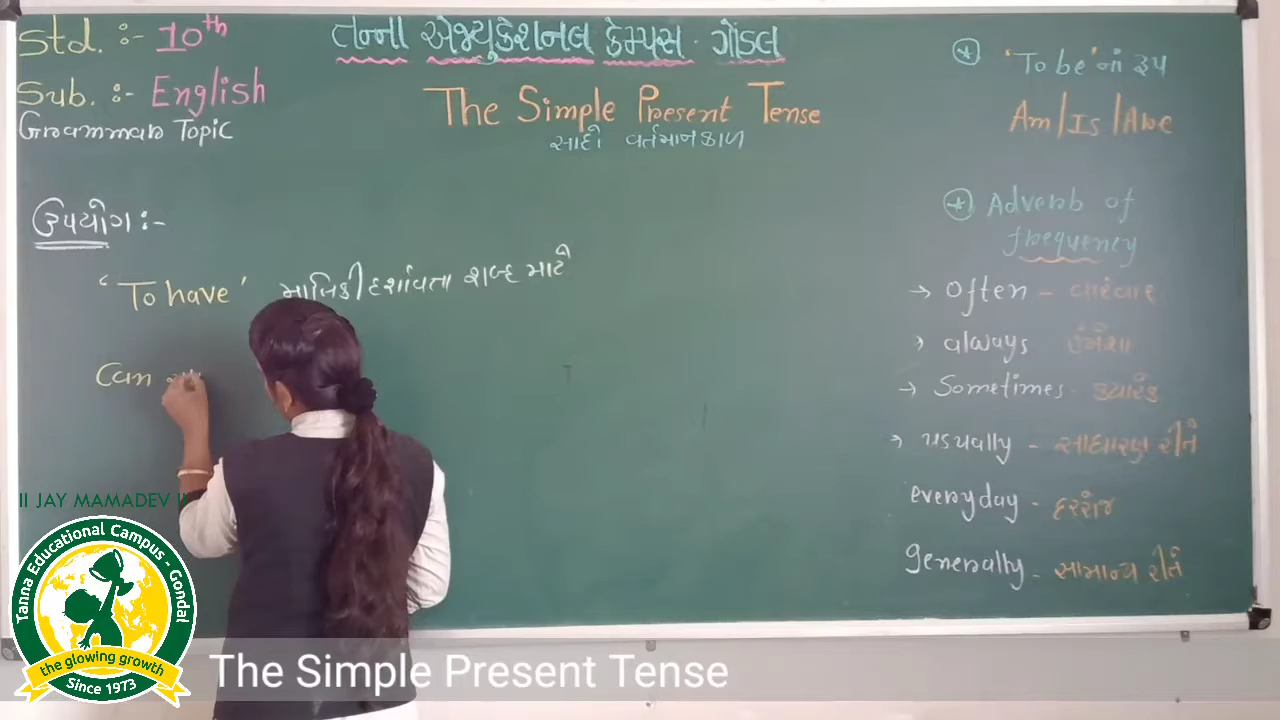 Std. :- 10th
Sub. :- English
Grammar Topic
તન્ના એજ્યુકેશનલ કેમ્પસ - ગોંડલ
The Simple Present Tense
સાદો વર્તમાનકાળ
ઉપયોગ :-
'To have' માલિકી દર્શાવતા શબ્દ માટે
Can
* 'To be' નાં રૂપ
Am/Is/Are
* Adverb of
frequency
→ Often - વારંવાર
→ always - હંમેશા
→ Sometimes - ક્યારેક
→ usually - સાધારણ રીતે
everyday - દરરોજ
generally - સામાન્ય રીતે
II JAY MAMADEV II
Tanna Educational Campus - Gondal
the glowing growth
Since 1973
The Simple Present Tense